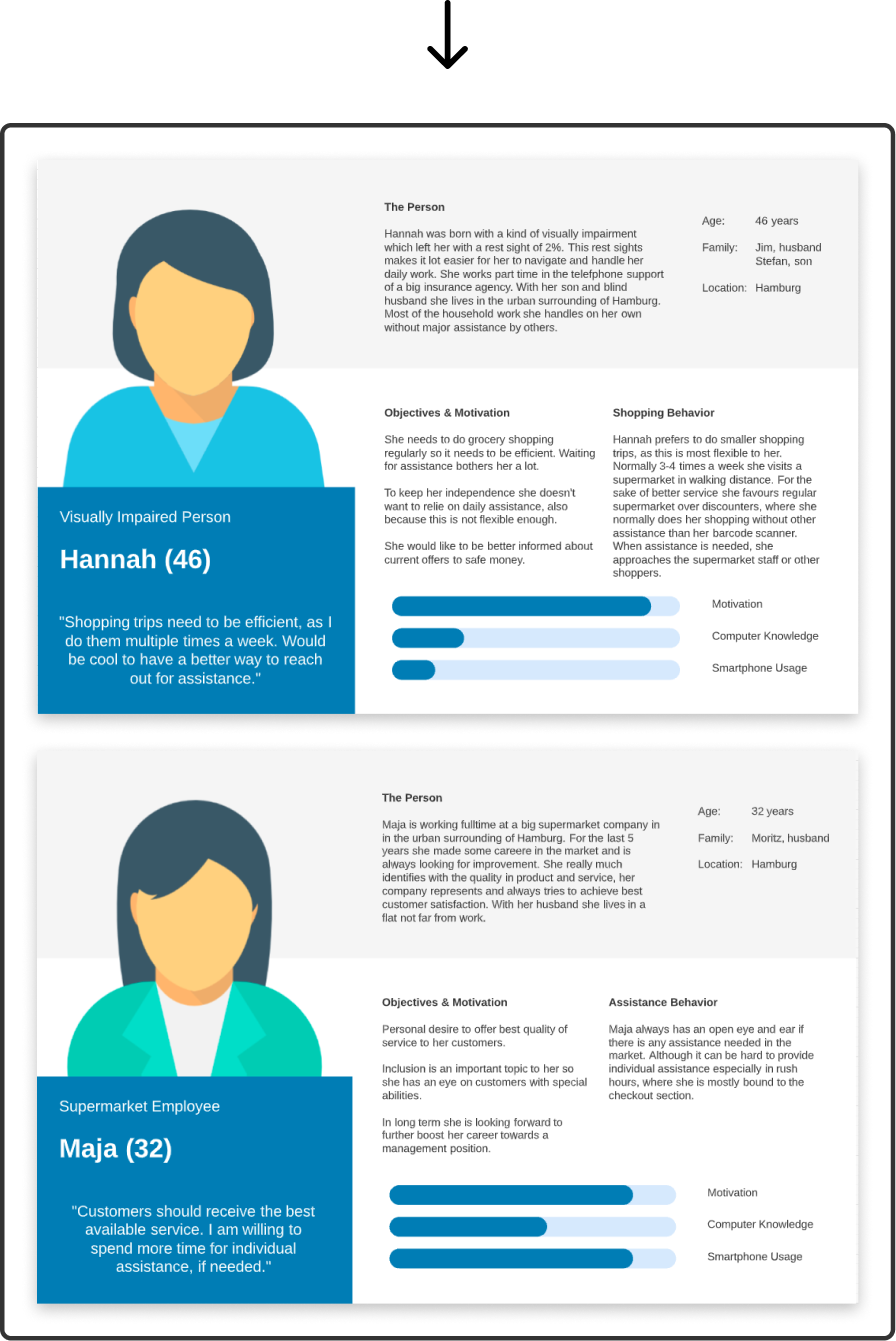 The Person
Hannah was born with a kind of visually impairment
which left her with a rest sight of 2%. This rest sights
makes it lot easier for her to navigate and handle her
daily work. She works part time in the telefphone support
of a big insurance agency. With her son and blind
husband she lives in the urban surrounding of Hamburg.
Most of the household work she handles on her own
without major assistance by others.
Age: 46 years
Family: Jim, husband
Stefan, son
Location: Hamburg
Visually Impaired Person
Hannah (46)
"Shopping trips need to be efficient, as I
do them multiple times a week. Would
be cool to have a better way to reach
out for assistance."
Objectives & Motivation
She needs to do grocery shopping
regularly so it needs to be efficient. Waiting
for assistance bothers her a lot.
To keep her independence she doesn't
want to relie on daily assistance, also
because this is not flexible enough.
She would like to be better informed about
current offers to safe money.
Shopping Behavior
Hannah prefers to do smaller shopping
trips, as this is most flexible to her.
Normally 3-4 times a week she visits a
supermarket in walking distance. For the
sake of better service she favours regular
supermarket over discounters, where she
normally does her shopping without other
assistance than her barcode scanner.
When assistance is needed, she
approaches the supermarket staff or other
shoppers.
Motivation
Computer Knowledge
Smartphone Usage
The Person
Maja is working fulltime at a big supermarket company in
in the urban surrounding of Hamburg. For the last 5
years she made some careere in the market and is
always looking for improvement. She really much
identifies with the quality in product and service, her
company represents and always tries to achieve best
customer satisfaction. With her husband she lives in a
flat not far from work.
Age: 32 years
Family: Moritz, husband
Location: Hamburg
Supermarket Employee
Maja (32)
"Customers should receive the best
available service. I am willing to
spend more time for individual
assistance, if needed."
Objectives & Motivation
Personal desire to offer best quality of
service to her customers.
Inclusion is an important topic to her so
she has an eye on customers with special
abilities.
In long term she is looking forward to
further boost her career towards a
management position.
Assistance Behavior
Maja always has an open eye and ear if
there is any assistance needed in the
market. Although it can be hard to provide
individual assistance especially in rush
hours, where she is mostly bound to the
checkout section.
Motivation
Computer Knowledge
Smartphone Usage